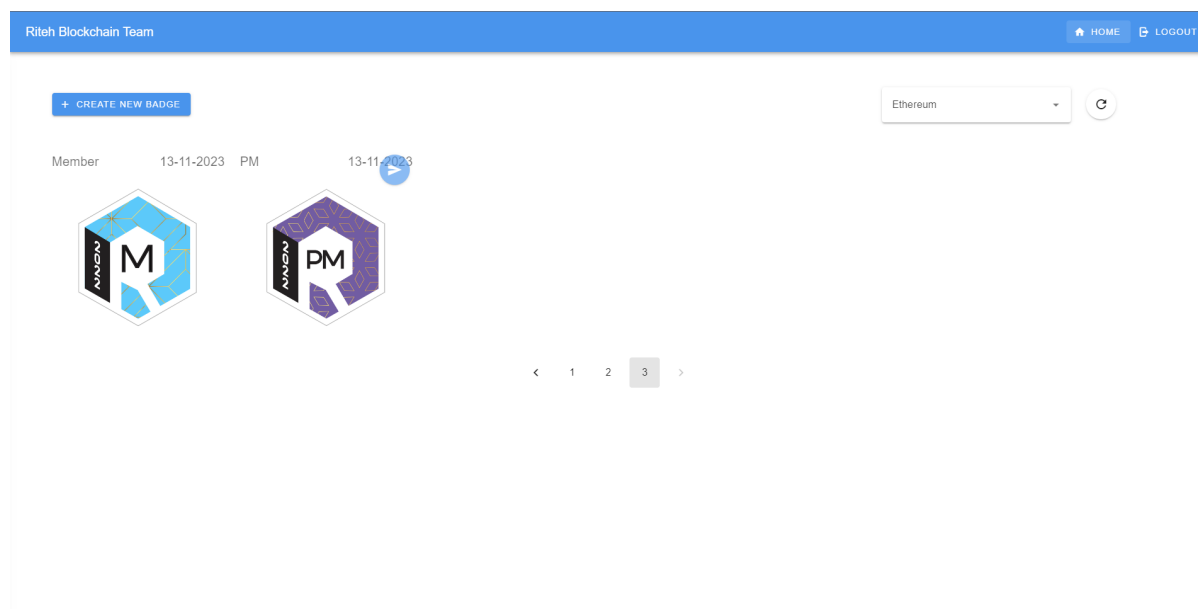 Riteh Blockchain Team HOME LOGOUT
+ CREATE NEW BADGE Ethereum
Member 13-11-2023 PM 13-11-2023
2022 M 2022 PM
1 2 3